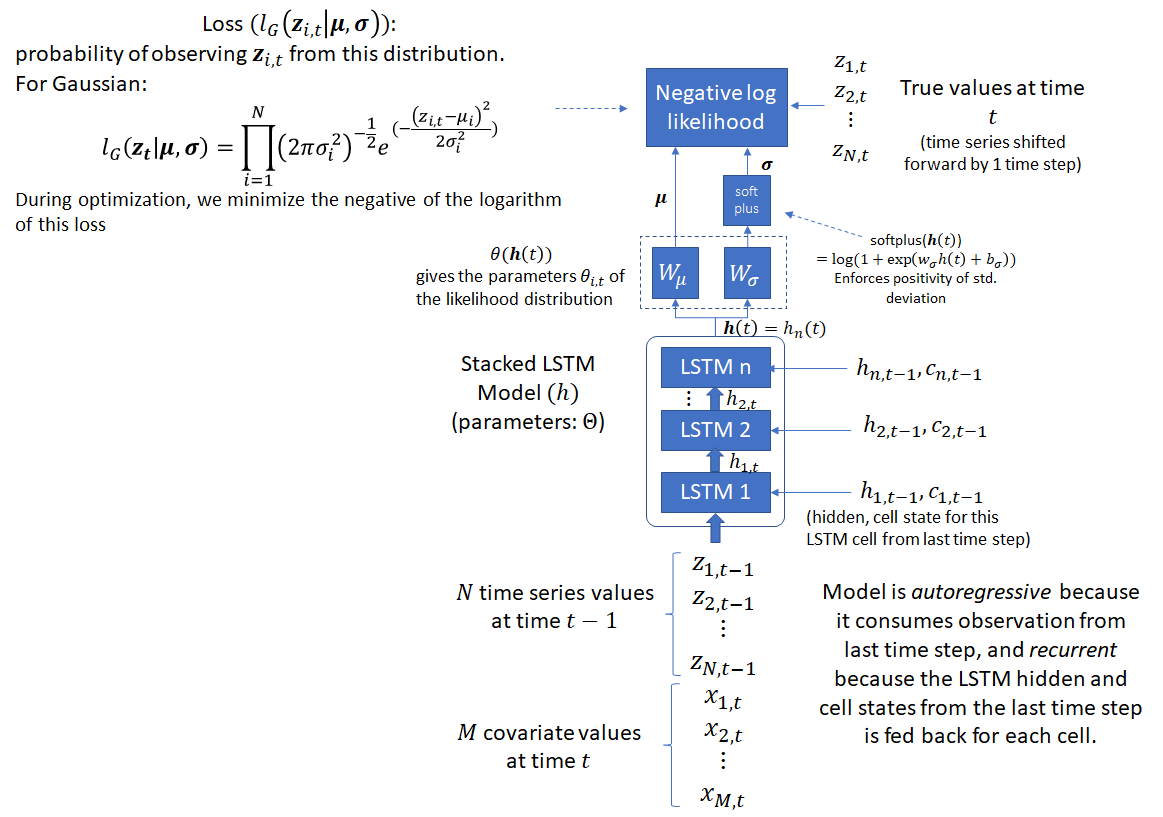 Loss (l_G(𝒛_{i,t}|𝝁, 𝝈)):
probability of observing 𝒛_{i,t} from this distribution.
For Gaussian:
l_G(𝒛_𝒕|𝝁, 𝝈) = ∏_{i=1}^{N} (2πσ_i^2)^{-1/2} e^{(-(z_{i,t}-μ_i)^2 / 2σ_i^2)}
During optimization, we minimize the negative of the logarithm
of this loss
Negative log
likelihood
z_{1,t}
z_{2,t}
⋮
z_{N,t}
True values at time
t
(time series shifted
forward by 1 time step)
𝝁
𝝈
soft
plus
softplus(𝒉(t))
= log(1 + exp(w_σh(t) + b_σ))
Enforces positivity of std.
deviation
θ(𝒉(t))
gives the parameters θ_{i,t} of
the likelihood distribution
W_μ
W_σ
𝒉(t) = h_n(t)
Stacked LSTM
Model (h)
(parameters: Θ)
LSTM n
h_{n,t−1}, c_{n,t−1}
⋮ h_{2,t}
LSTM 2
h_{2,t−1}, c_{2,t−1}
h_{1,t}
LSTM 1
h_{1,t−1}, c_{1,t−1}
(hidden, cell state for this
LSTM cell from last time step)
N time series values
at time t − 1
z_{1,t−1}
z_{2,t−1}
⋮
z_{N,t−1}
M covariate values
at time t
x_{1,t}
x_{2,t}
⋮
x_{M,t}
Model is autoregressive because
it consumes observation from
last time step, and recurrent
because the LSTM hidden and
cell states from the last time step
is fed back for each cell.